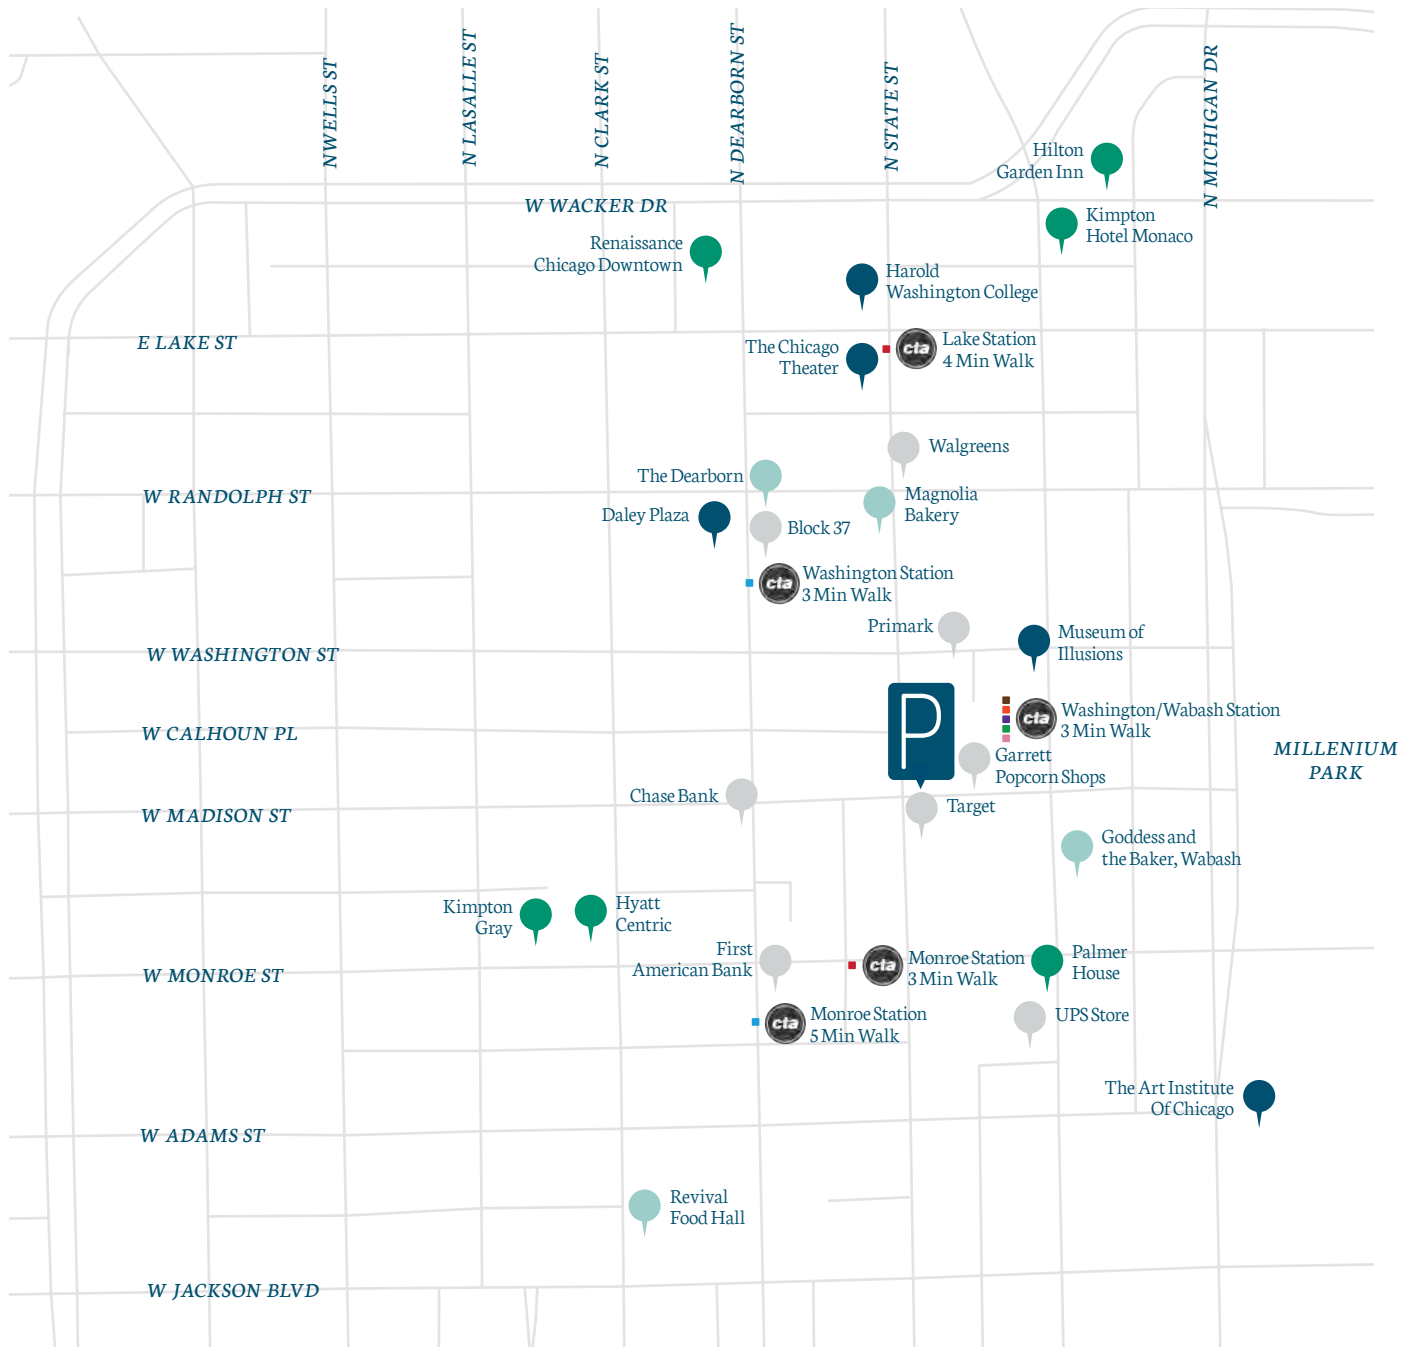 NWELLS ST
N LASALLE ST
N CLARK ST
N DEARBORN ST
N STATE ST
N MICHIGAN DR
Hilton
Garden Inn
W WACKER DR
Kimpton
Hotel Monaco
Renaissance
Chicago Downtown
Harold
Washington College
E LAKE ST
The Chicago
Theater
cta
Lake Station
4 Min Walk
Walgreens
The Dearborn
W RANDOLPH ST
Magnolia
Bakery
Daley Plaza
Block 37
cta
Washington Station
3 Min Walk
Primark
Museum of
Illusions
W WASHINGTON ST
P
cta
Washington/Wabash Station
3 Min Walk
W CALHOUN PL
MILLENIUM
PARK
Garrett
Popcorn Shops
Chase Bank
Target
W MADISON ST
Goddess and
the Baker, Wabash
Kimpton
Gray
Hyatt
Centric
First
American Bank
cta
Monroe Station
3 Min Walk
Palmer
House
W MONROE ST
cta
Monroe Station
5 Min Walk
UPS Store
The Art Institute
Of Chicago
W ADAMS ST
Revival
Food Hall
W JACKSON BLVD